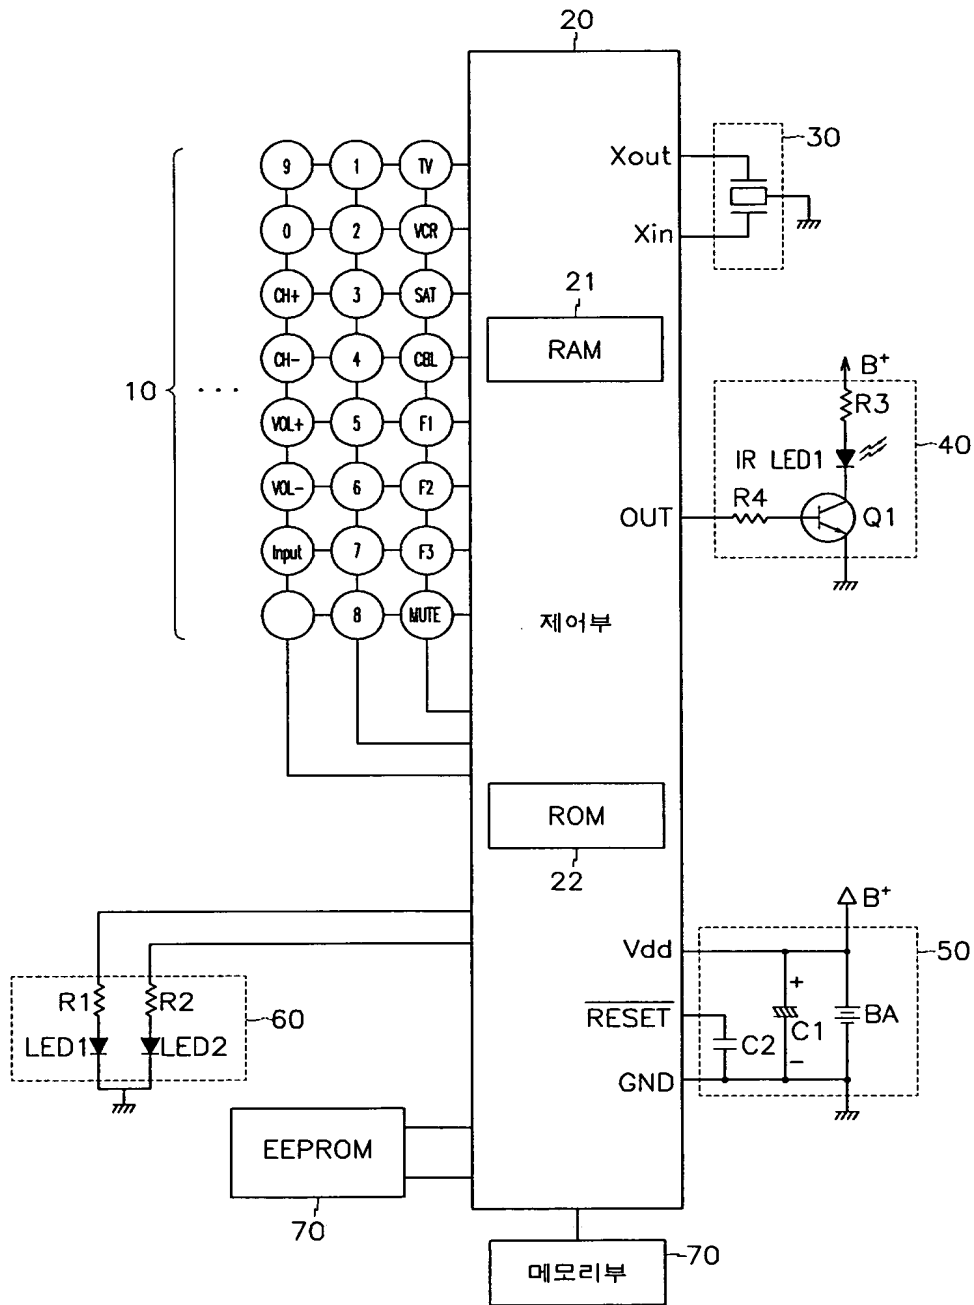 20
30
Xout
Xin
9 1 TV
0 2 VCR
CH+ 3 SAT
CH- 4 CBL
VOL+ 5 F1
VOL- 6 F2
Input 7 F3
8 MUTE
10
21
RAM
B+
R3
IR LED1
40
OUT
R4
Q1
제어부
ROM
22
B+
Vdd
50
RESET
+
C1
-
BA
C2
GND
R1
R2
60
LED1
LED2
EEPROM
70
메모리부
70